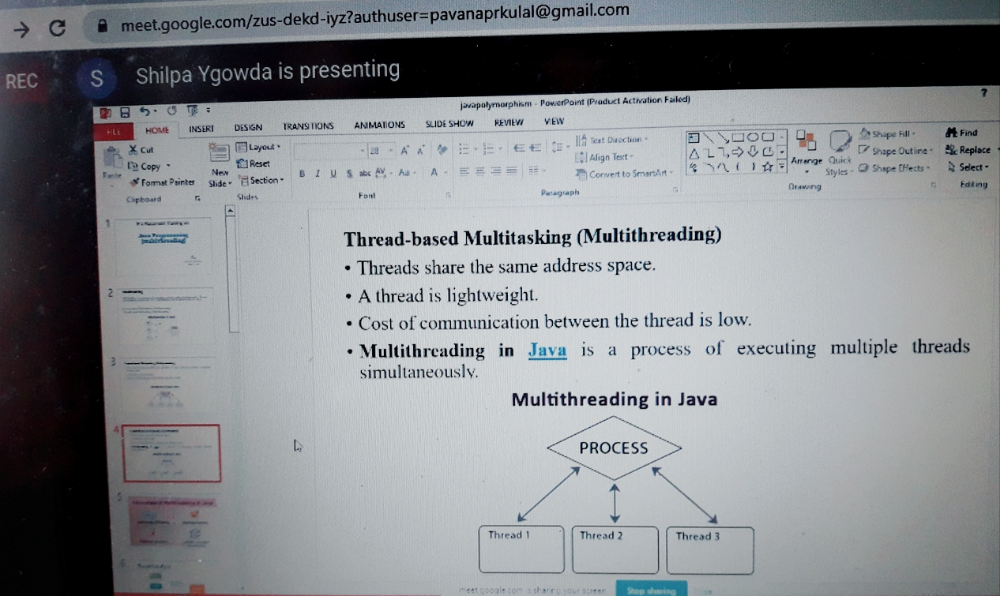 meet.google.com/zus-dekd-iyz?authuser=pavanaprkulal@gmail.com
REC
S
Shilpa Ygowda is presenting
javapolymorphism - PowerPoint (Product Activation Failed)
?
FILE HOME INSERT DESIGN TRANSITIONS ANIMATIONS SLIDE SHOW REVIEW VIEW
Paste
Cut
Copy
Format Painter
Clipboard
New Slide
Layout
Reset
Section
Slides
28
B I U S abc AV Aa A
Font
Text Direction
Align Text
Convert to SmartArt
Paragraph
Arrange
Quick Styles
Shape Fill
Shape Outline
Shape Effects
Drawing
Find
Replace
Select
Editing
1
Java Programming
2
3
4
5
6
Thread-based Multitasking (Multithreading)
• Threads share the same address space.
• A thread is lightweight.
• Cost of communication between the thread is low.
• Multithreading in Java is a process of executing multiple threads
simultaneously.
Multithreading in Java
PROCESS
Thread 1
Thread 2
Thread 3
meet.google.com is sharing your screen.
Stop sharing